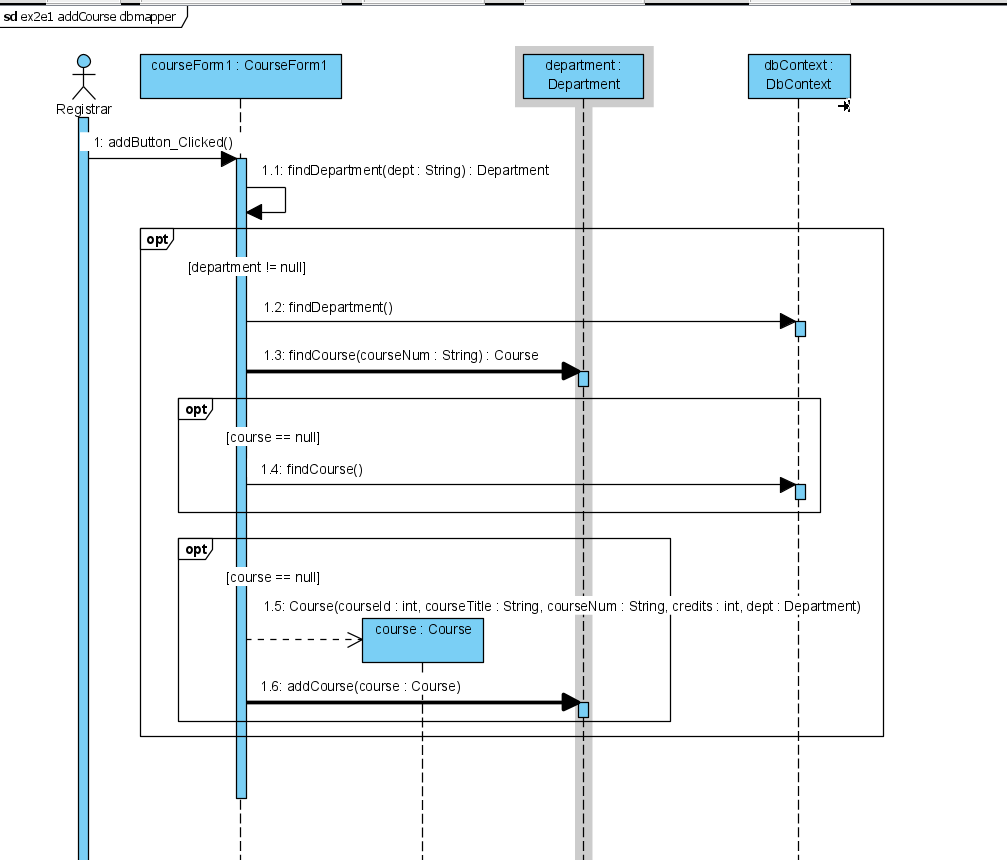 sd ex2e1 addCourse dbmapper
courseForm1 : CourseForm1
department :
Department
dbContext :
DbContext
Registrar
1: addButton_Clicked()
1.1: findDepartment(dept : String) : Department
opt
[department != null]
1.2: findDepartment()
1.3: findCourse(courseNum : String) : Course
opt
[course == null]
1.4: findCourse()
opt
[course == null]
1.5: Course(courseId : int, courseTitle : String, courseNum : String, credits : int, dept : Department)
course : Course
1.6: addCourse(course : Course)